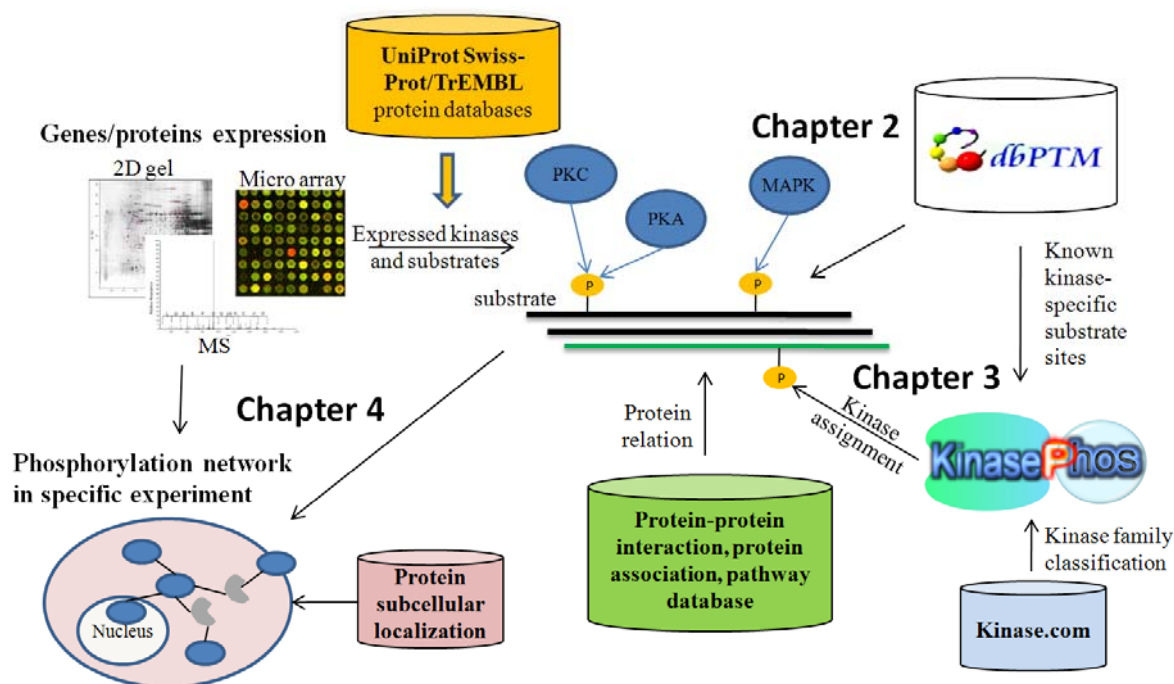 UniProt Swiss-
Prot/TrEMBL
protein databases
Genes/proteins expression
2D gel
Micro array
MS
Expressed kinases
and substrates
Chapter 2
dbPTM
PKC
PKA
MAPK
P
P
substrate
P
Known
kinase-
specific
substrate
sites
Chapter 3
Kinase
assignment
KinasePhos
Kinase family
classification
Kinase.com
Protein
relation
Protein-protein
interaction, protein
association, pathway
database
Chapter 4
Phosphorylation network
in specific experiment
Nucleus
Protein
subcellular
localization